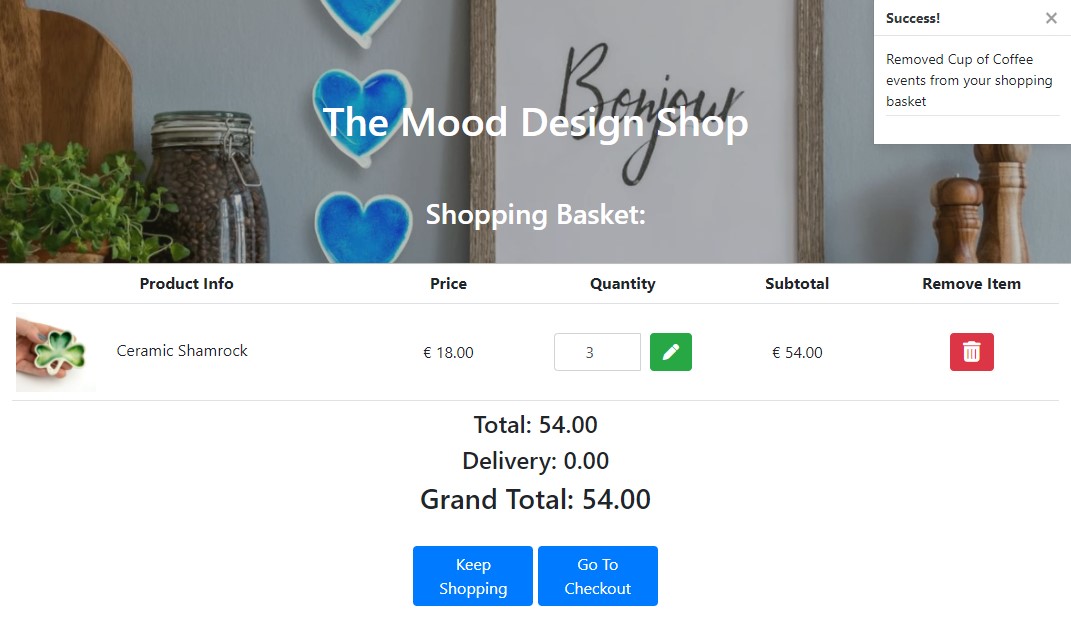 Success! ×
Removed Cup of Coffee
events from your shopping
basket
Bonjour
The Mood Design Shop
Shopping Basket:
Product Info Price Quantity Subtotal Remove Item
Ceramic Shamrock € 18.00 3 € 54.00
Total: 54.00
Delivery: 0.00
Grand Total: 54.00
Keep
Shopping
Go To
Checkout